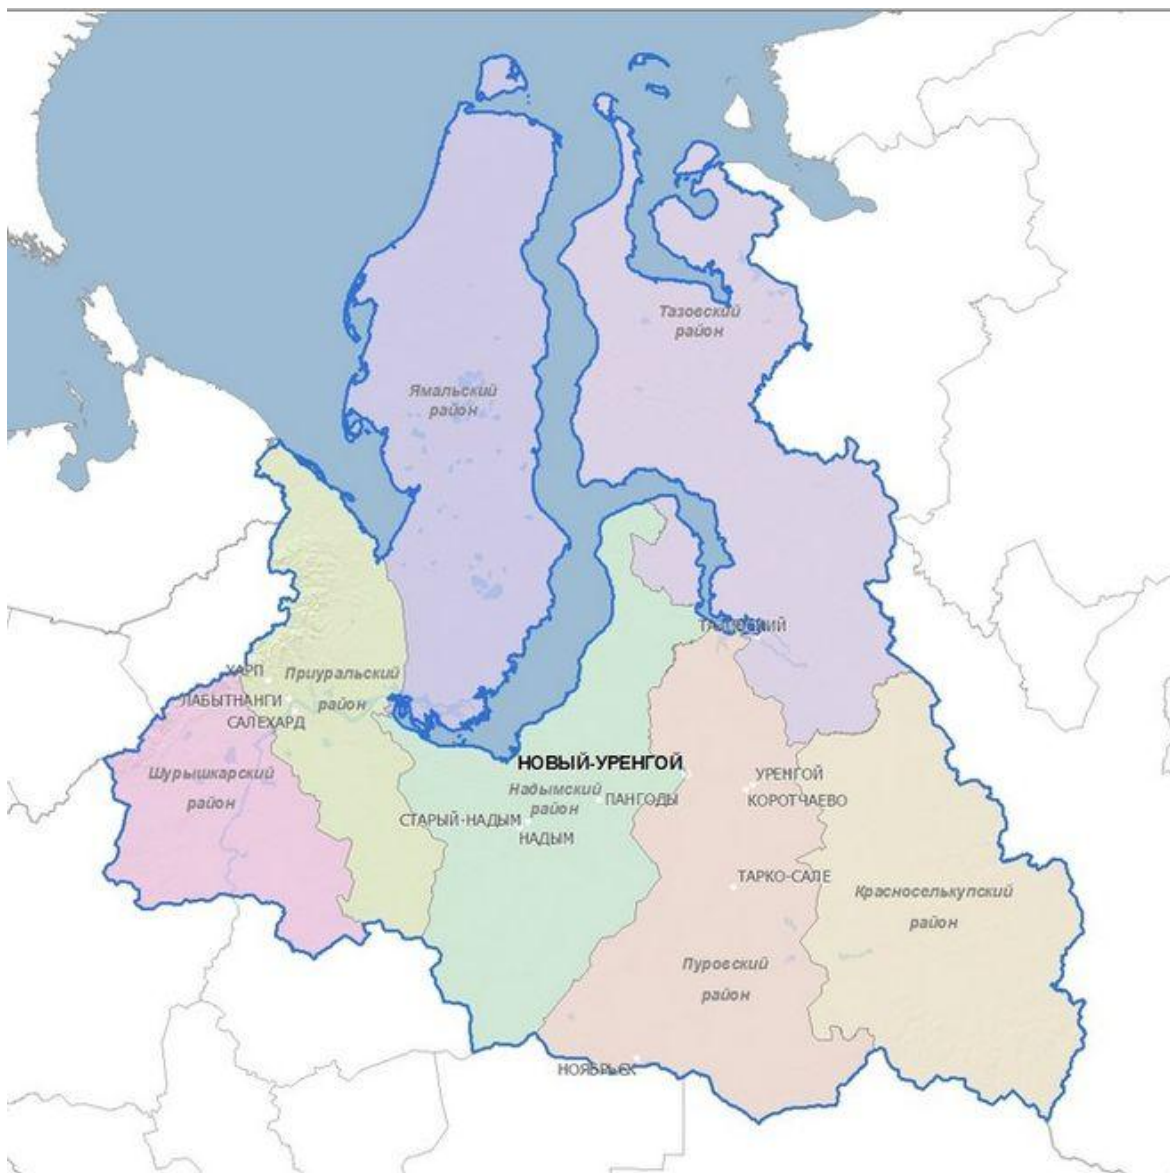 Тазовский
район
Ямальский
район
ТАЗОВСКИЙ
ХАРП
Приуральский
район
ЛАБЫТНАНГИ
САЛЕХАРД
Шурышкарский
район
НОВЫЙ-УРЕНГОЙ
УРЕНГОЙ
Надымский
район
ПАНГОДЫ
КОРОТЧАЕВО
СТАРЫЙ-НАДЫМ
НАДЫМ
ТАРКО-САЛЕ
Красноселькупский
район
Пуровский
район
НОЯБРЬСК